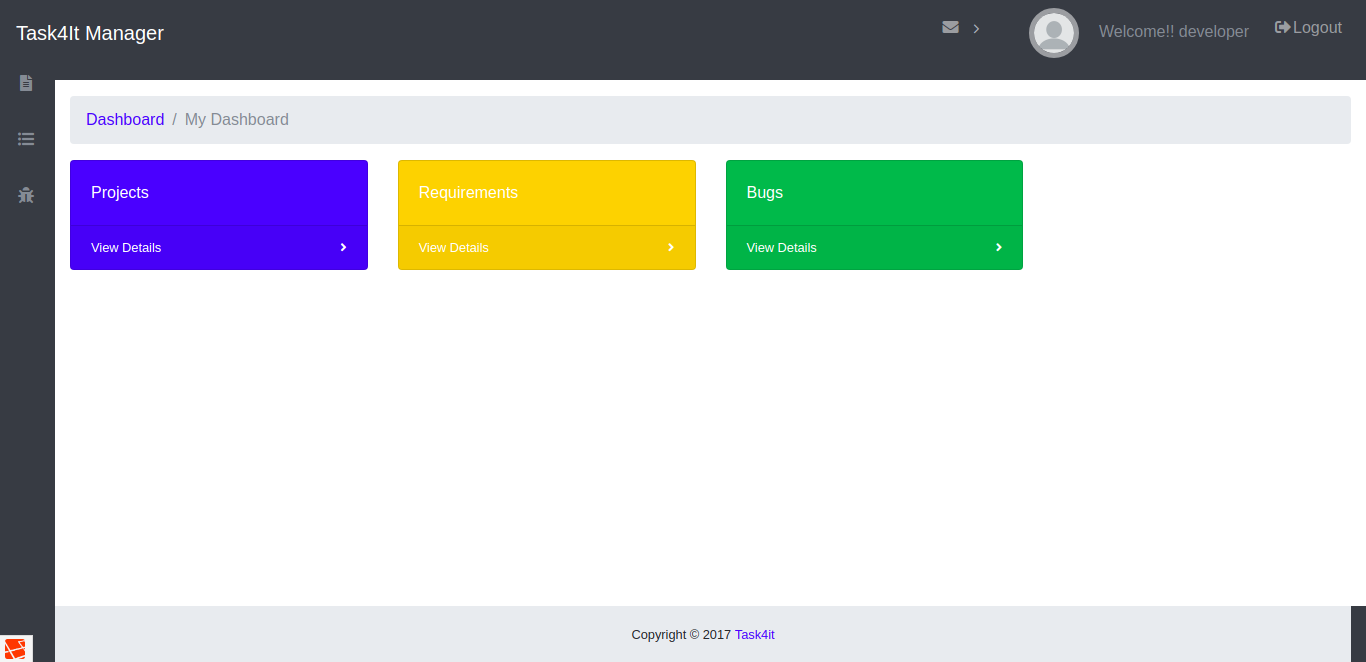 Task4It Manager
Welcome!! developer
Logout
Dashboard / My Dashboard
Projects
View Details
Requirements
View Details
Bugs
View Details
Copyright © 2017 Task4it